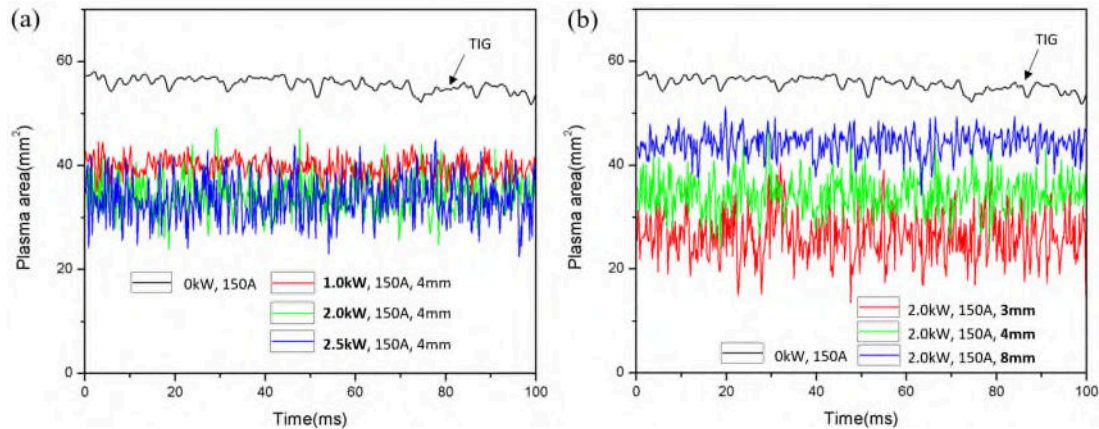 (a)
Plasma area(mm²)
60
40
20
0
TIG
0kW, 150A
1.0kW, 150A, 4mm
2.0kW, 150A, 4mm
2.5kW, 150A, 4mm
0 20 40 60 80 100
Time(ms)
(b)
Plasma area(mm²)
60
40
20
0
TIG
2.0kW, 150A, 3mm
2.0kW, 150A, 4mm
0kW, 150A 2.0kW, 150A, 8mm
0 20 40 60 80 100
Time(ms)